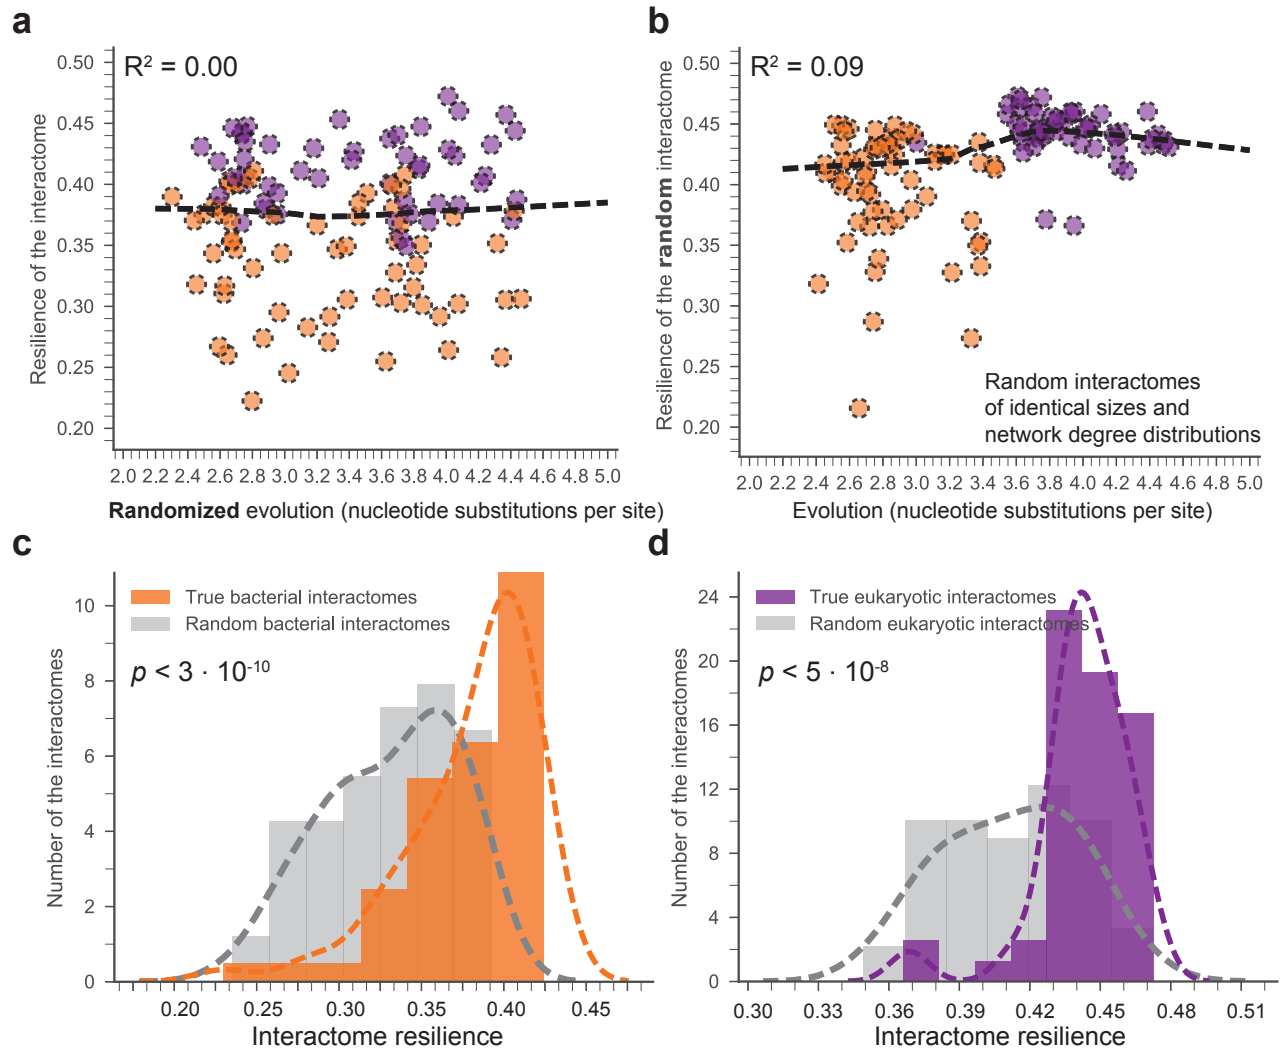 a
R² = 0.00
Resilience of the interactome
0.50
0.45
0.40
0.35
0.30
0.25
0.20
2.0 2.2 2.4 2.6 2.8 3.0 3.2 3.4 3.6 3.8 4.0 4.2 4.4 4.6 4.8 5.0
Randomized evolution (nucleotide substitutions per site)
b
R² = 0.09
Resilience of the random interactome
0.50
0.45
0.40
0.35
0.30
0.25
0.20
Random interactomes
of identical sizes and
network degree distributions
2.0 2.2 2.4 2.6 2.8 3.0 3.2 3.4 3.6 3.8 4.0 4.2 4.4 4.6 4.8 5.0
Evolution (nucleotide substitutions per site)
c
True bacterial interactomes
Random bacterial interactomes
p < 3 · 10⁻¹⁰
Number of the interactomes
10
8
6
4
2
0
0.20 0.25 0.30 0.35 0.40 0.45
Interactome resilience
d
True eukaryotic interactomes
Random eukaryotic interactomes
p < 5 · 10⁻⁸
Number of the interactomes
24
20
16
12
8
4
0
0.30 0.33 0.36 0.39 0.42 0.45 0.48 0.51
Interactome resilience